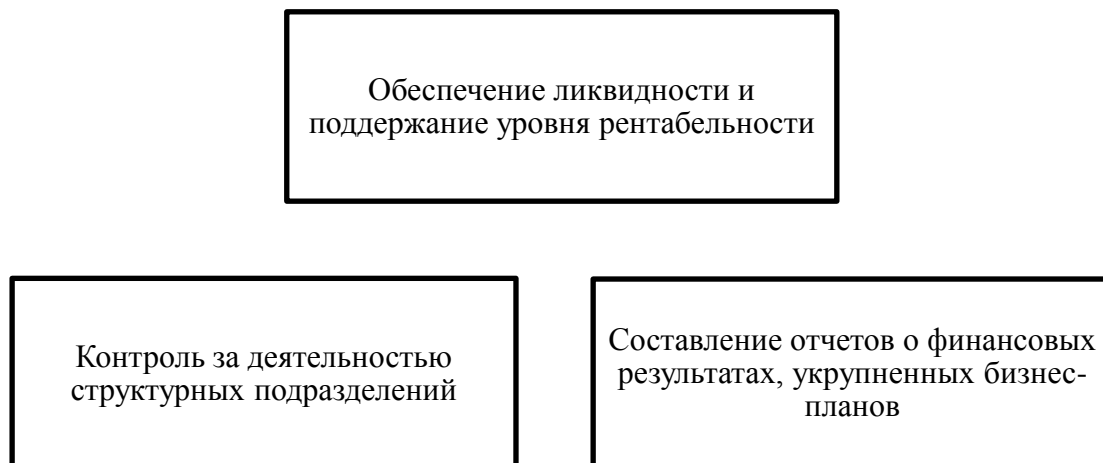 Обеспечение ликвидности и
поддержание уровня рентабельности
Контроль за деятельностью
структурных подразделений
Составление отчетов о финансовых
результатах, укрупненных бизнес-
планов